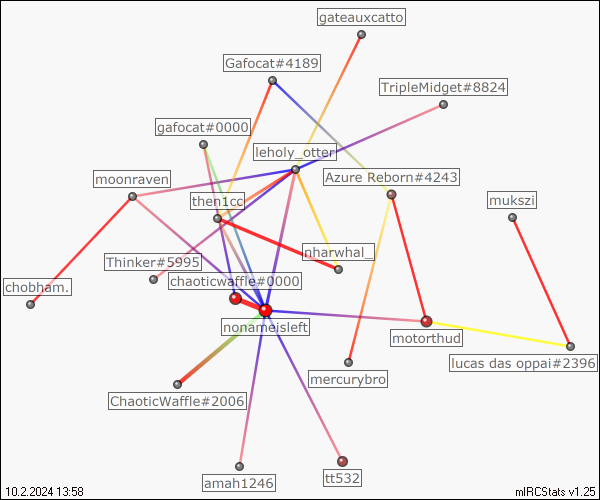 gateauxcatto
Gafocat#4189
TripleMidget#8824
gafocat#0000
leholy_otter
moonraven
Azure Reborn#4243
then1cc
mukszi
nharwhal_
Thinker#5995
chaoticwaffle#0000
chobham.
nonameisleft
motorthud
lucas das oppai#2396
mercurybro
ChaoticWaffle#2006
amah1246
tt532
10.2.2024 13:58
mIRCStats v1.25